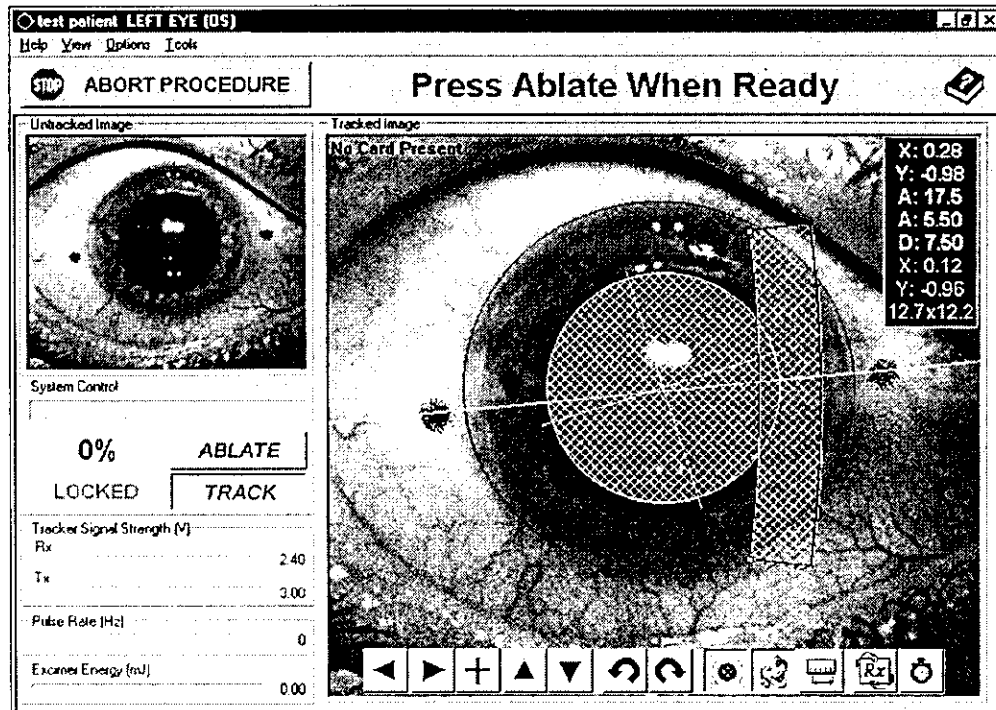 test patient LEFT EYE (OS)
Help View Options Tools
STOP ABORT PROCEDURE
Press Ablate When Ready
?
Untracked Image
Tracked Image
No Card Present
X: 0.28
Y: -0.98
A: 17.5
A: 5.50
D: 7.50
X: 0.12
Y: -0.96
12.7x12.2
System Control
0% ABLATE
LOCKED TRACK
Tracker Signal Strength (V)
Rx
2.40
Tx
3.00
Pulse Rate (Hz)
0
Excimer Energy (mJ)
0.00
Rx